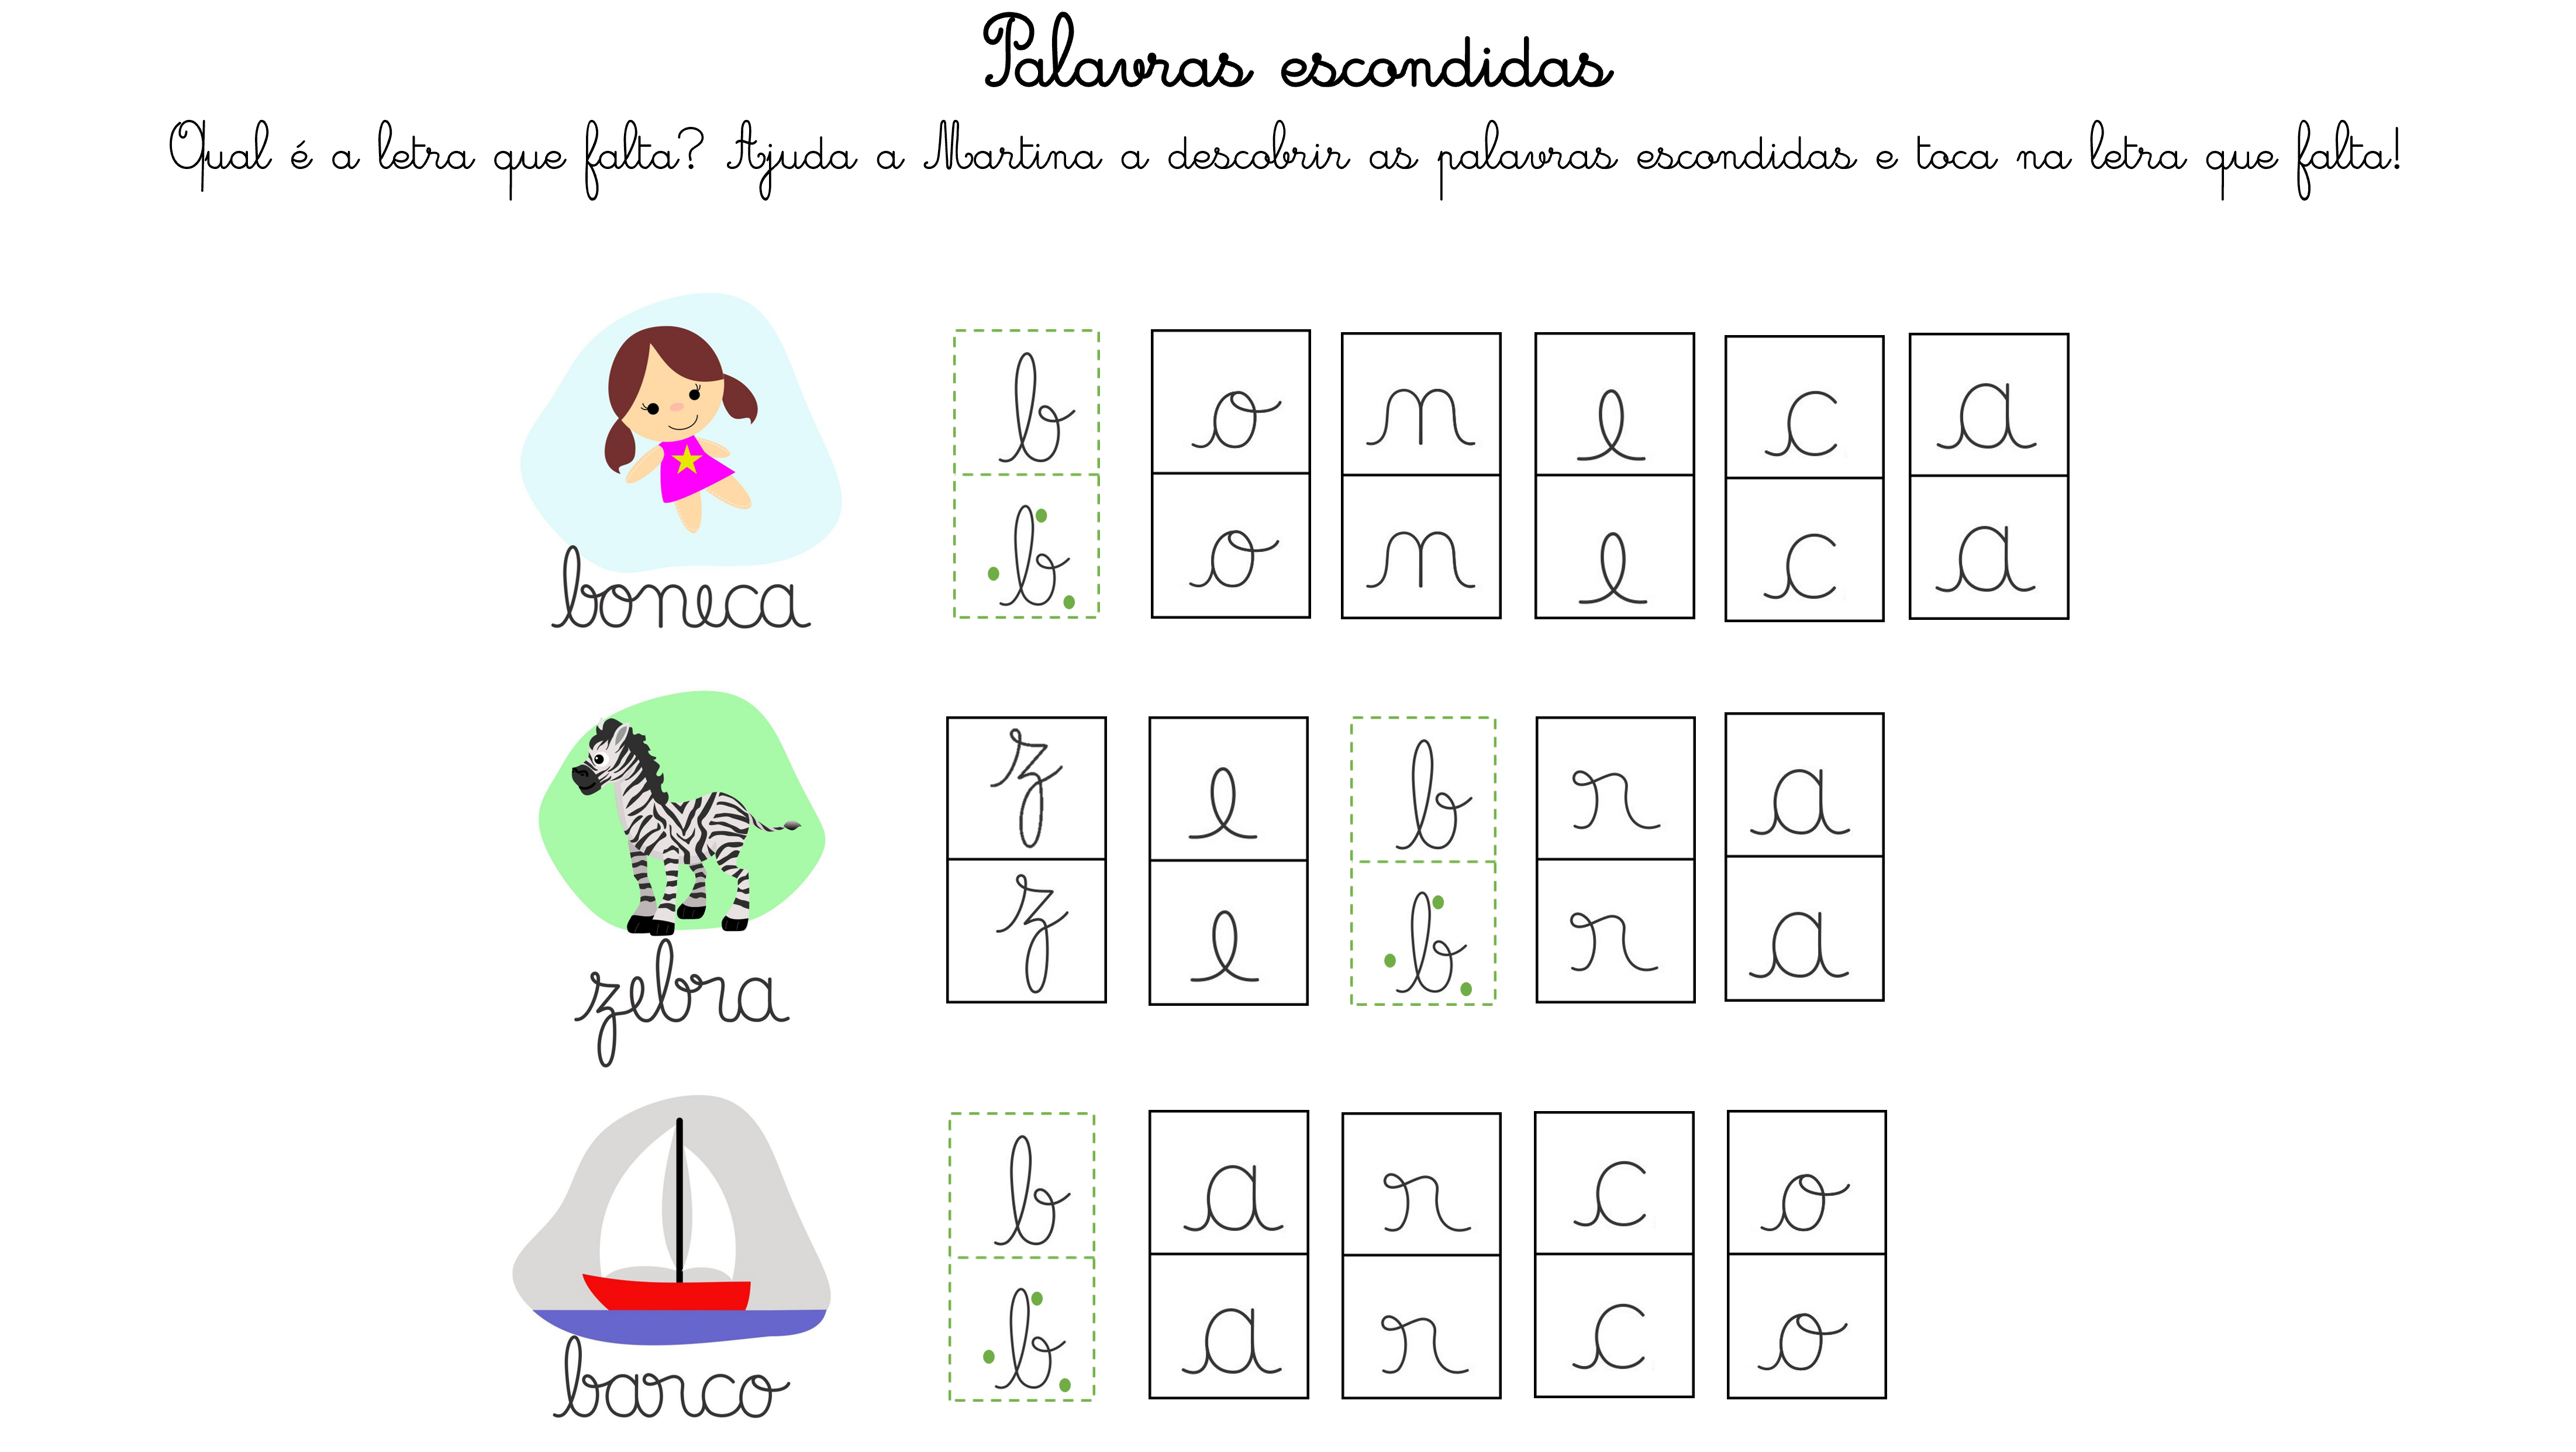 Palavras escondidas
Qual é a letra que falta? Ajuda a Martina a descobrir as palavras escondidas e toca na letra que falta!
b o n e c a
b o n e c a
boneca
z e b r a
z e b r a
zebra
b a r c o
b a r c o
barco